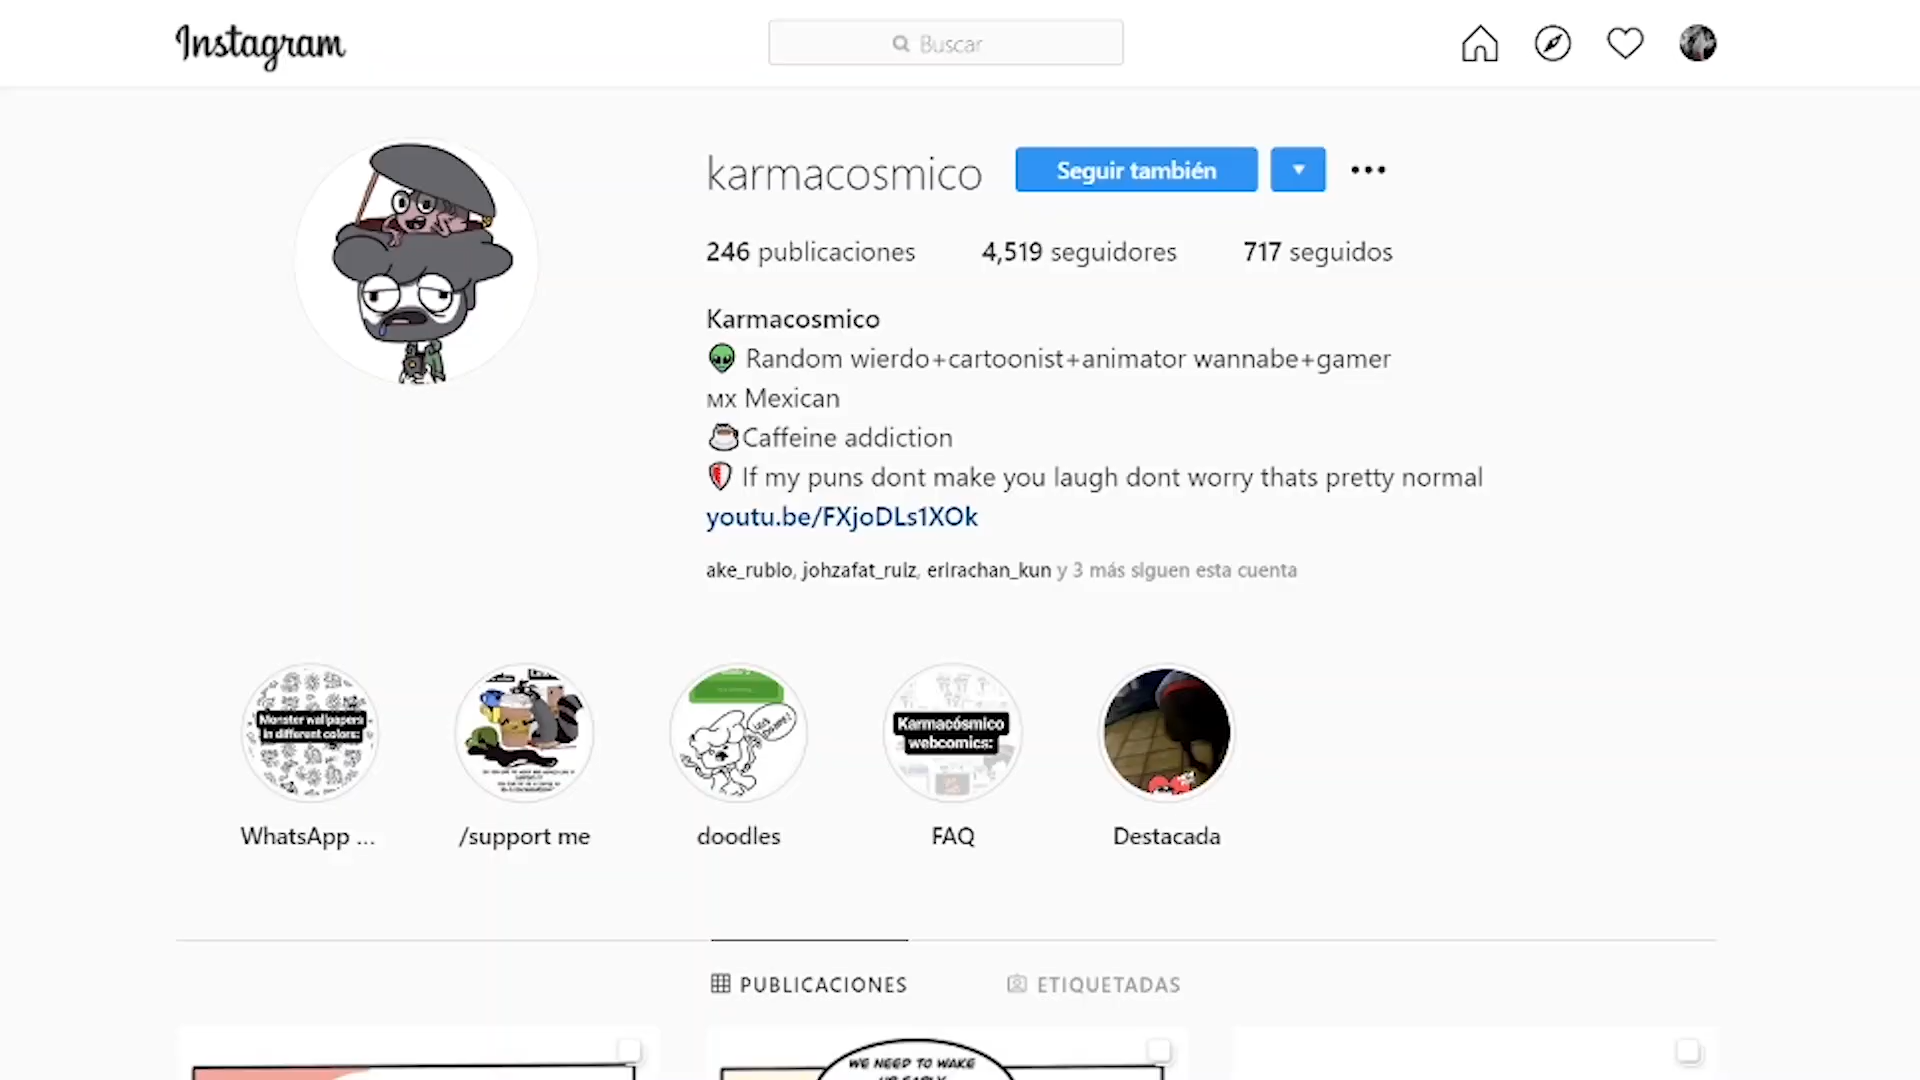 Instagram
Buscar
karmacosmico
Seguir también
246 publicaciones
4,519 seguidores
717 seguidos
Karmacosmico
Random wierdo+cartoonist+animator wannabe+gamer
MX Mexican
Caffeine addiction
If my puns dont make you laugh dont worry thats pretty normal
youtu.be/FXjoDLs1XOk
ake_rubio, johzafat_ruiz, erirachan_kun y 3 más siguen esta cuenta
Monster wallpapers
in different colors:
Karmacósmico
webcomics:
WhatsApp ...
/support me
doodles
FAQ
Destacada
PUBLICACIONES
ETIQUETADAS
WE NEED TO WAKE
UP EARLY